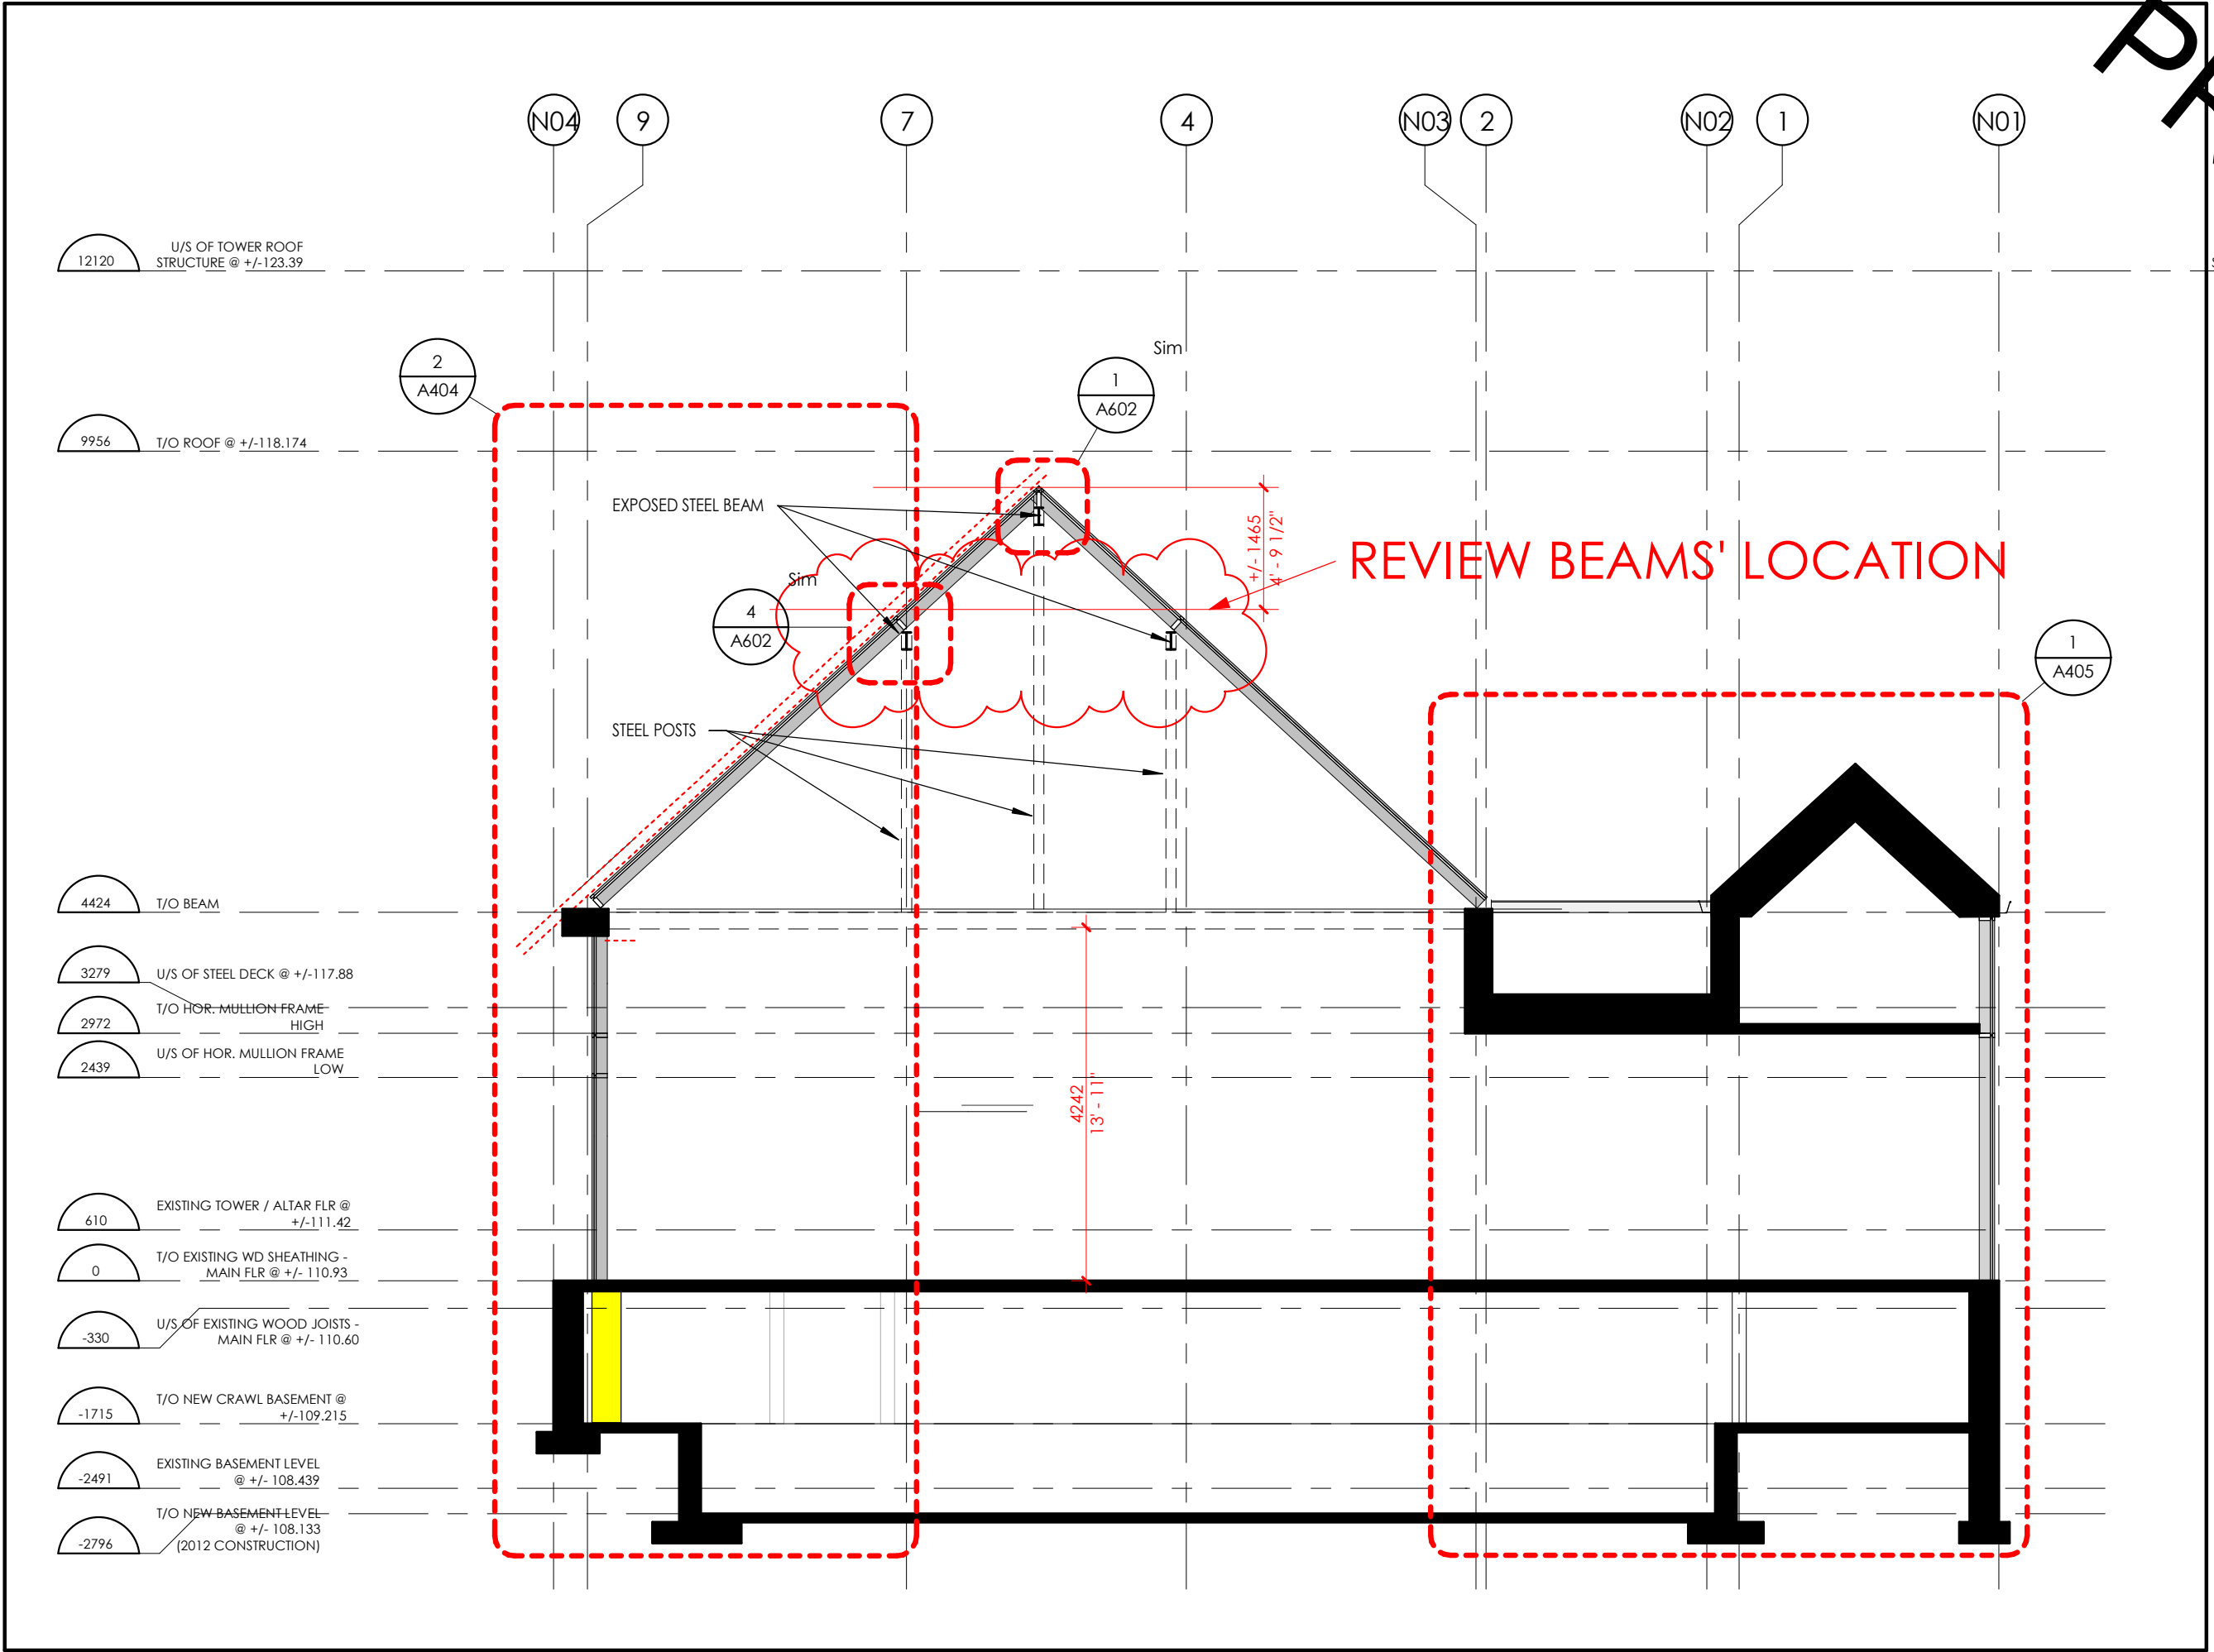 N04
9
7
4
N03
2
N02
1
N01
12120
U/S OF TOWER ROOF
STRUCTURE @ +/-123.39
2
A404
Sim
1
A602
9956
T/O ROOF @ +/-118.174
EXPOSED STEEL BEAM
+/- 1465
4' - 9 1/2"
REVIEW BEAMS' LOCATION
Sim
4
A602
1
A405
STEEL POSTS
4424
T/O BEAM
3279
U/S OF STEEL DECK @ +/-117.88
2972
T/O HOR. MULLION FRAME
HIGH
2439
U/S OF HOR. MULLION FRAME
LOW
4242
13' - 11"
610
EXISTING TOWER / ALTAR FLR @
+/-111.42
0
T/O EXISTING WD SHEATHING -
MAIN FLR @ +/- 110.93
-330
U/S OF EXISTING WOOD JOISTS -
MAIN FLR @ +/- 110.60
-1715
T/O NEW CRAWL BASEMENT @
+/-109.215
-2491
EXISTING BASEMENT LEVEL
@ +/- 108.439
-2796
T/O NEW BASEMENT LEVEL
@ +/- 108.133
(2012 CONSTRUCTION)